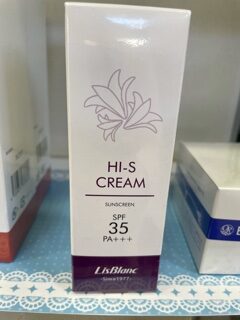 HI-S
CREAM
SUNSCREEN
SPF
35
PA+++
LisBlanc
Since1977